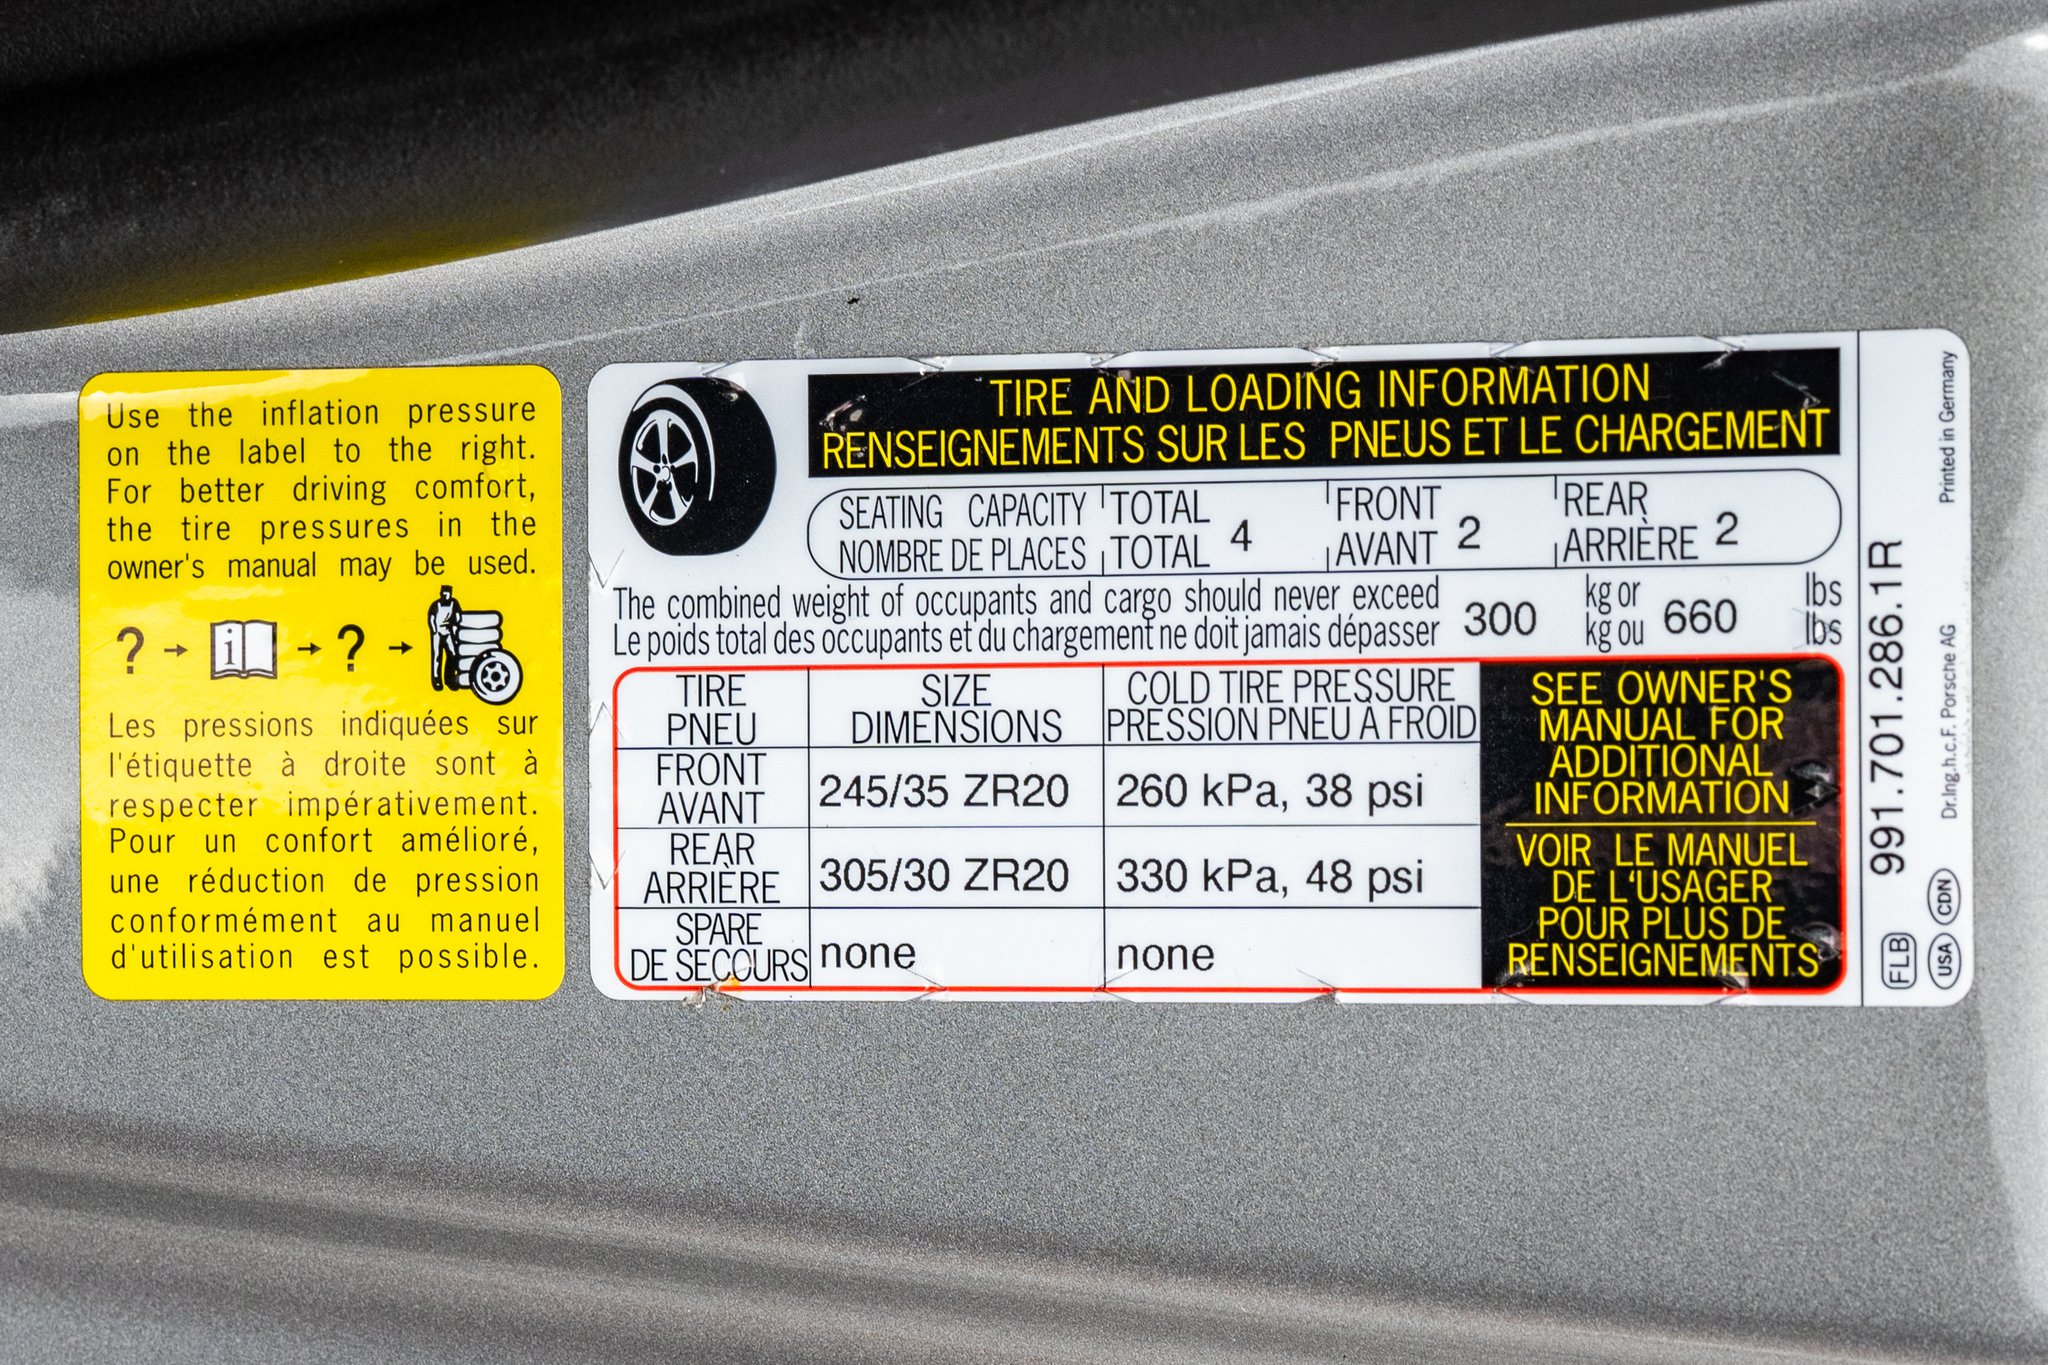 Use the inflation pressure
on the label to the right.
For better driving comfort,
the tire pressures in the
owner's manual may be used.
? → i → ? →
Les pressions indiquées sur
l'étiquette à droite sont à
respecter impérativement.
Pour un confort amélioré,
une réduction de pression
conformément au manuel
d'utilisation est possible.
TIRE AND LOADING INFORMATION
RENSEIGNEMENTS SUR LES PNEUS ET LE CHARGEMENT
SEATING CAPACITY
NOMBRE DE PLACES
TOTAL
TOTAL 4
FRONT
AVANT 2
REAR
ARRIÈRE 2
The combined weight of occupants and cargo should never exceed
Le poids total des occupants et du chargement ne doit jamais dépasser
300
kg or
kg ou
660
lbs
lbs
TIRE
PNEU
SIZE
DIMENSIONS
COLD TIRE PRESSURE
PRESSION PNEU À FROID
FRONT
AVANT
245/35 ZR20
260 kPa, 38 psi
REAR
ARRIÈRE
305/30 ZR20
330 kPa, 48 psi
SPARE
DE SECOURS
none
none
SEE OWNER'S
MANUAL FOR
ADDITIONAL
INFORMATION
VOIR LE MANUEL
DE L'USAGER
POUR PLUS DE
RENSEIGNEMENTS
FLB 991.701.286.1R
USA CDN Dr.Ing.h.c.F. Porsche AG Printed in Germany